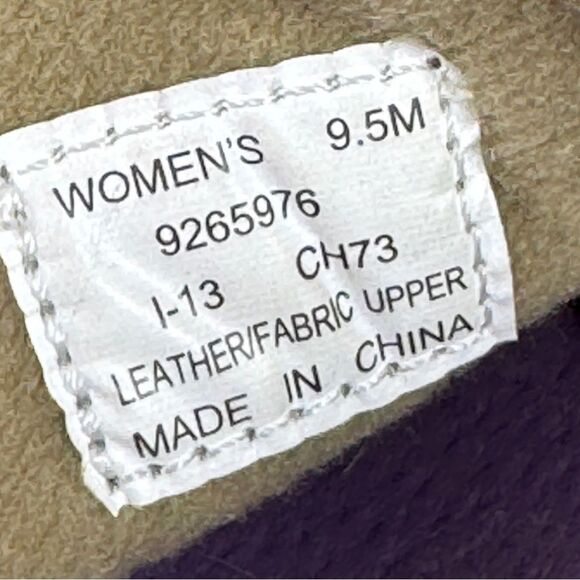 WOMEN'S 9.5M
9265976
I-13 CH73
LEATHER/FABRIC UPPER
MADE IN CHINA